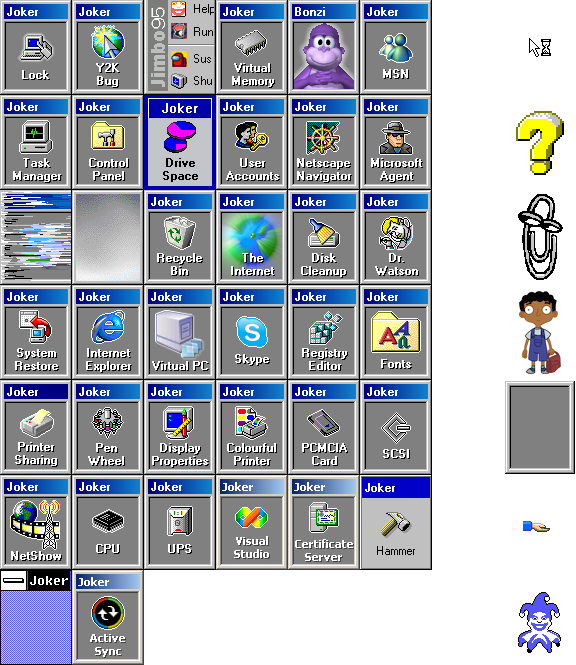 Joker
Lock
Joker
Y2K
Bug
Jimbo95
Help
Run
Sus
Shu
Joker
Virtual
Memory
Bonzi
Joker
MSN
Joker
Task
Manager
Joker
Control
Panel
Joker
Drive
Space
Joker
User
Accounts
Joker
Netscape
Navigator
Joker
Microsoft
Agent
Joker
Recycle
Bin
Joker
The
Internet
Joker
Disk
Cleanup
Joker
Dr.
Watson
Joker
System
Restore
Joker
Internet
Explorer
Joker
Virtual PC
Joker
Skype
Joker
Registry
Editor
Joker
Fonts
Joker
Printer
Sharing
Joker
Pen
Wheel
Joker
Display
Properties
Joker
Colourful
Printer
Joker
PCMCIA
Card
Joker
SCSI
Joker
NetShow
Joker
CPU
Joker
UPS
Joker
Visual
Studio
Joker
Certificate
Server
Joker
Hammer
Joker
Joker
Active
Sync